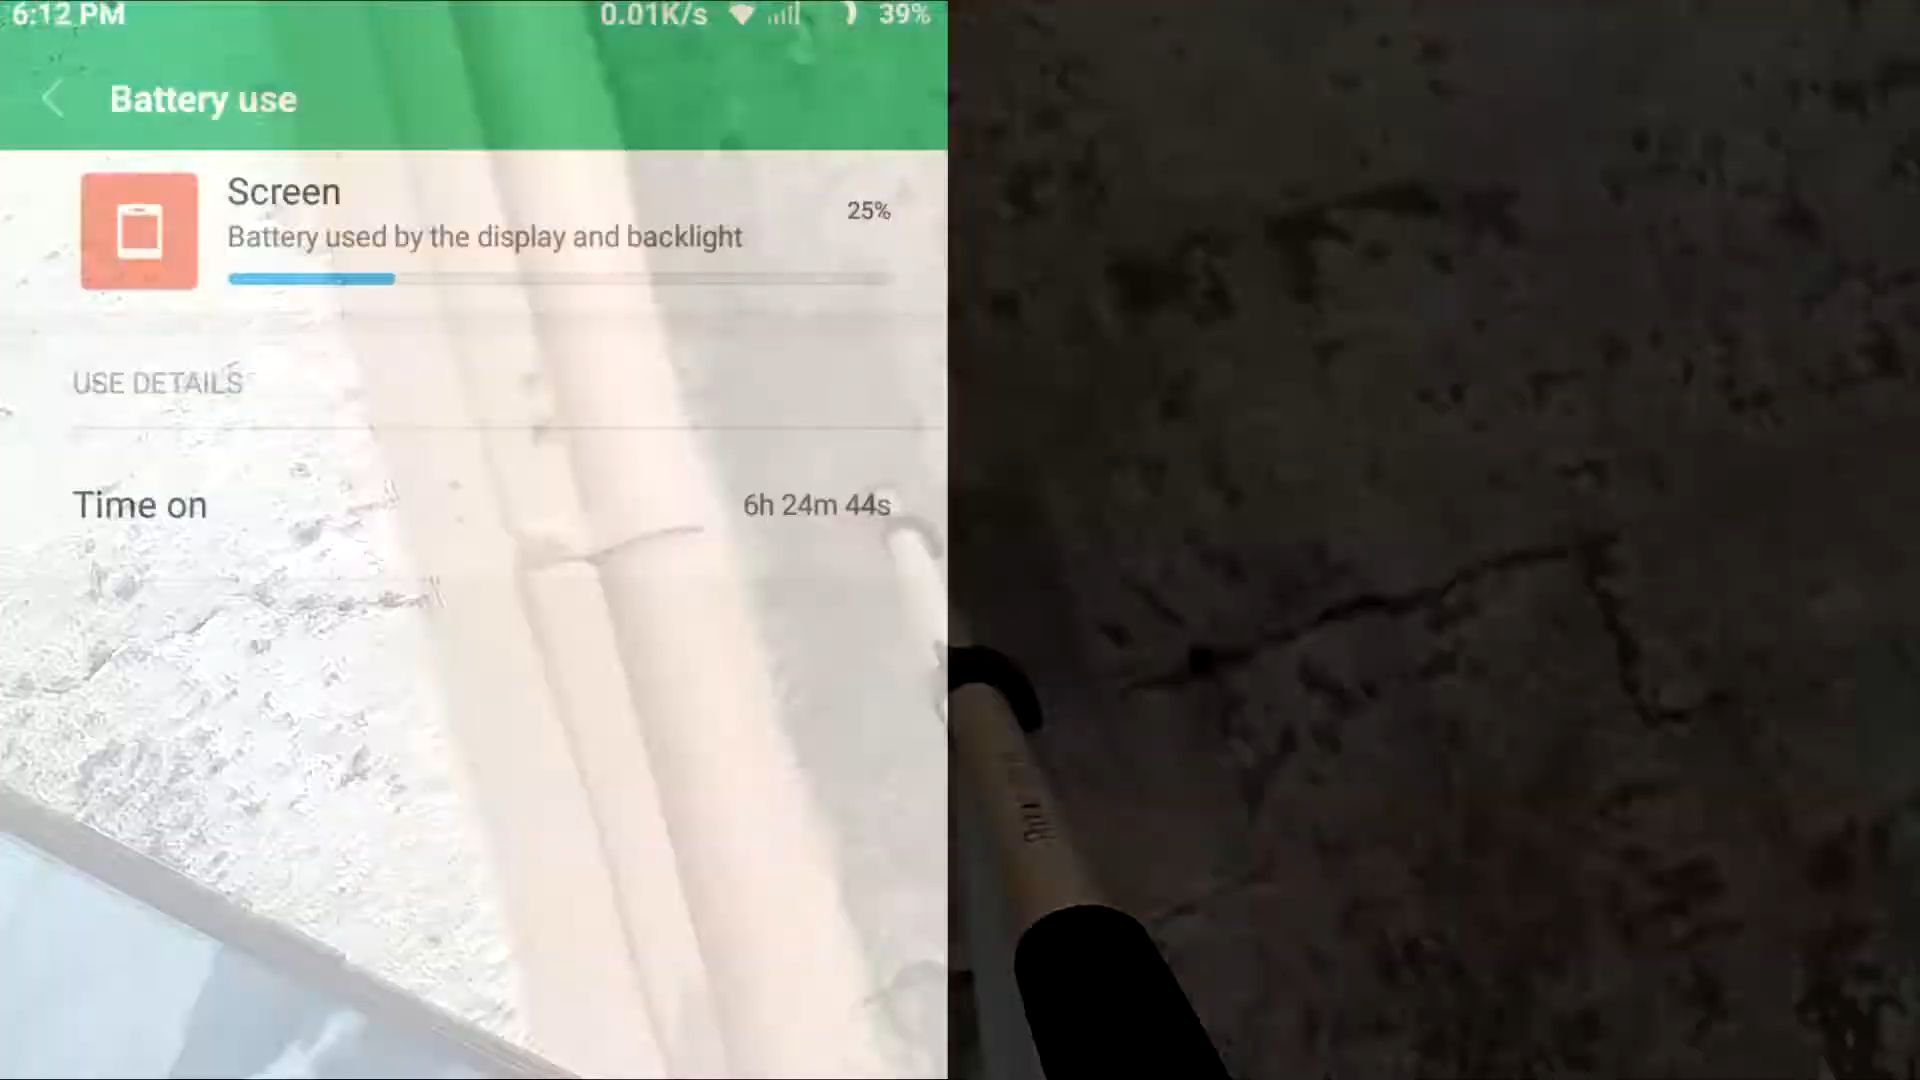 6:12 PM 0.01K/s 39%
Battery use
Screen
25%
Battery used by the display and backlight
USE DETAILS
Time on 6h 24m 44s